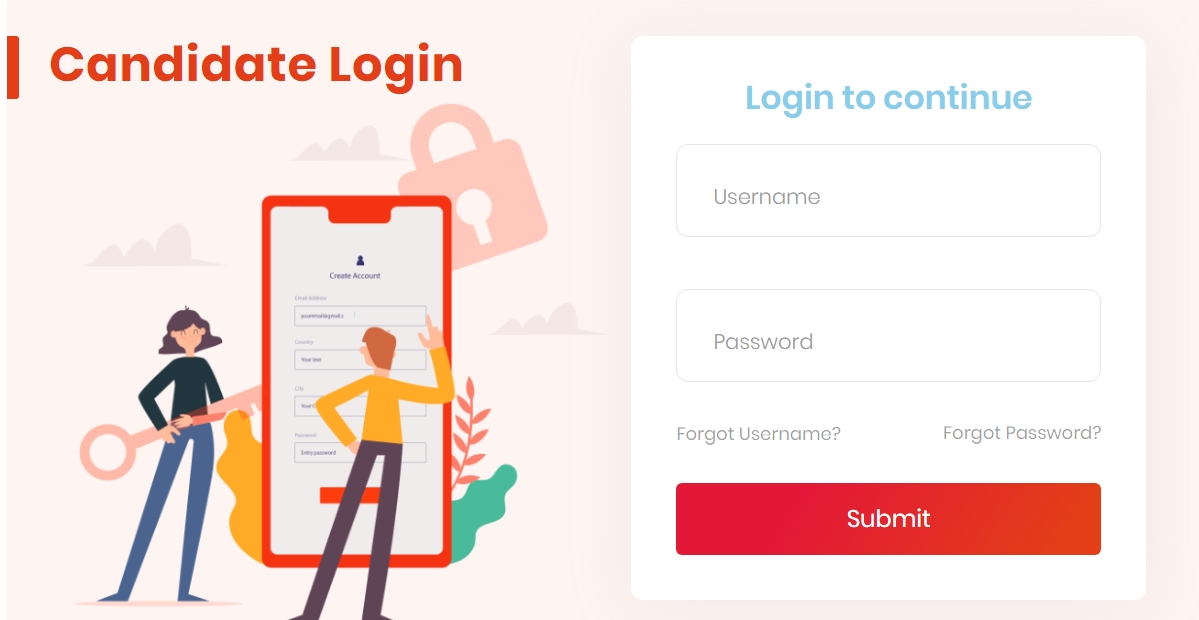 Candidate Login
Login to continue
Username
Password
Forgot Username?
Forgot Password?
Submit
Create Account
Email Address
youremail@gmail.c
Country
Your text
City
Your
Password
Entry password